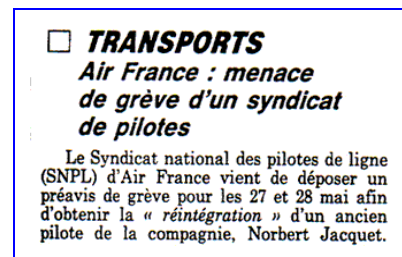 □ TRANSPORTS
Air France : menace
de grève d'un syndicat
de pilotes
Le Syndicat national des pilotes de ligne
(SNPL) d'Air France vient de déposer un
préavis de grève pour les 27 et 28 mai afin
d'obtenir la « réintégration » d'un ancien
pilote de la compagnie, Norbert Jacquet.